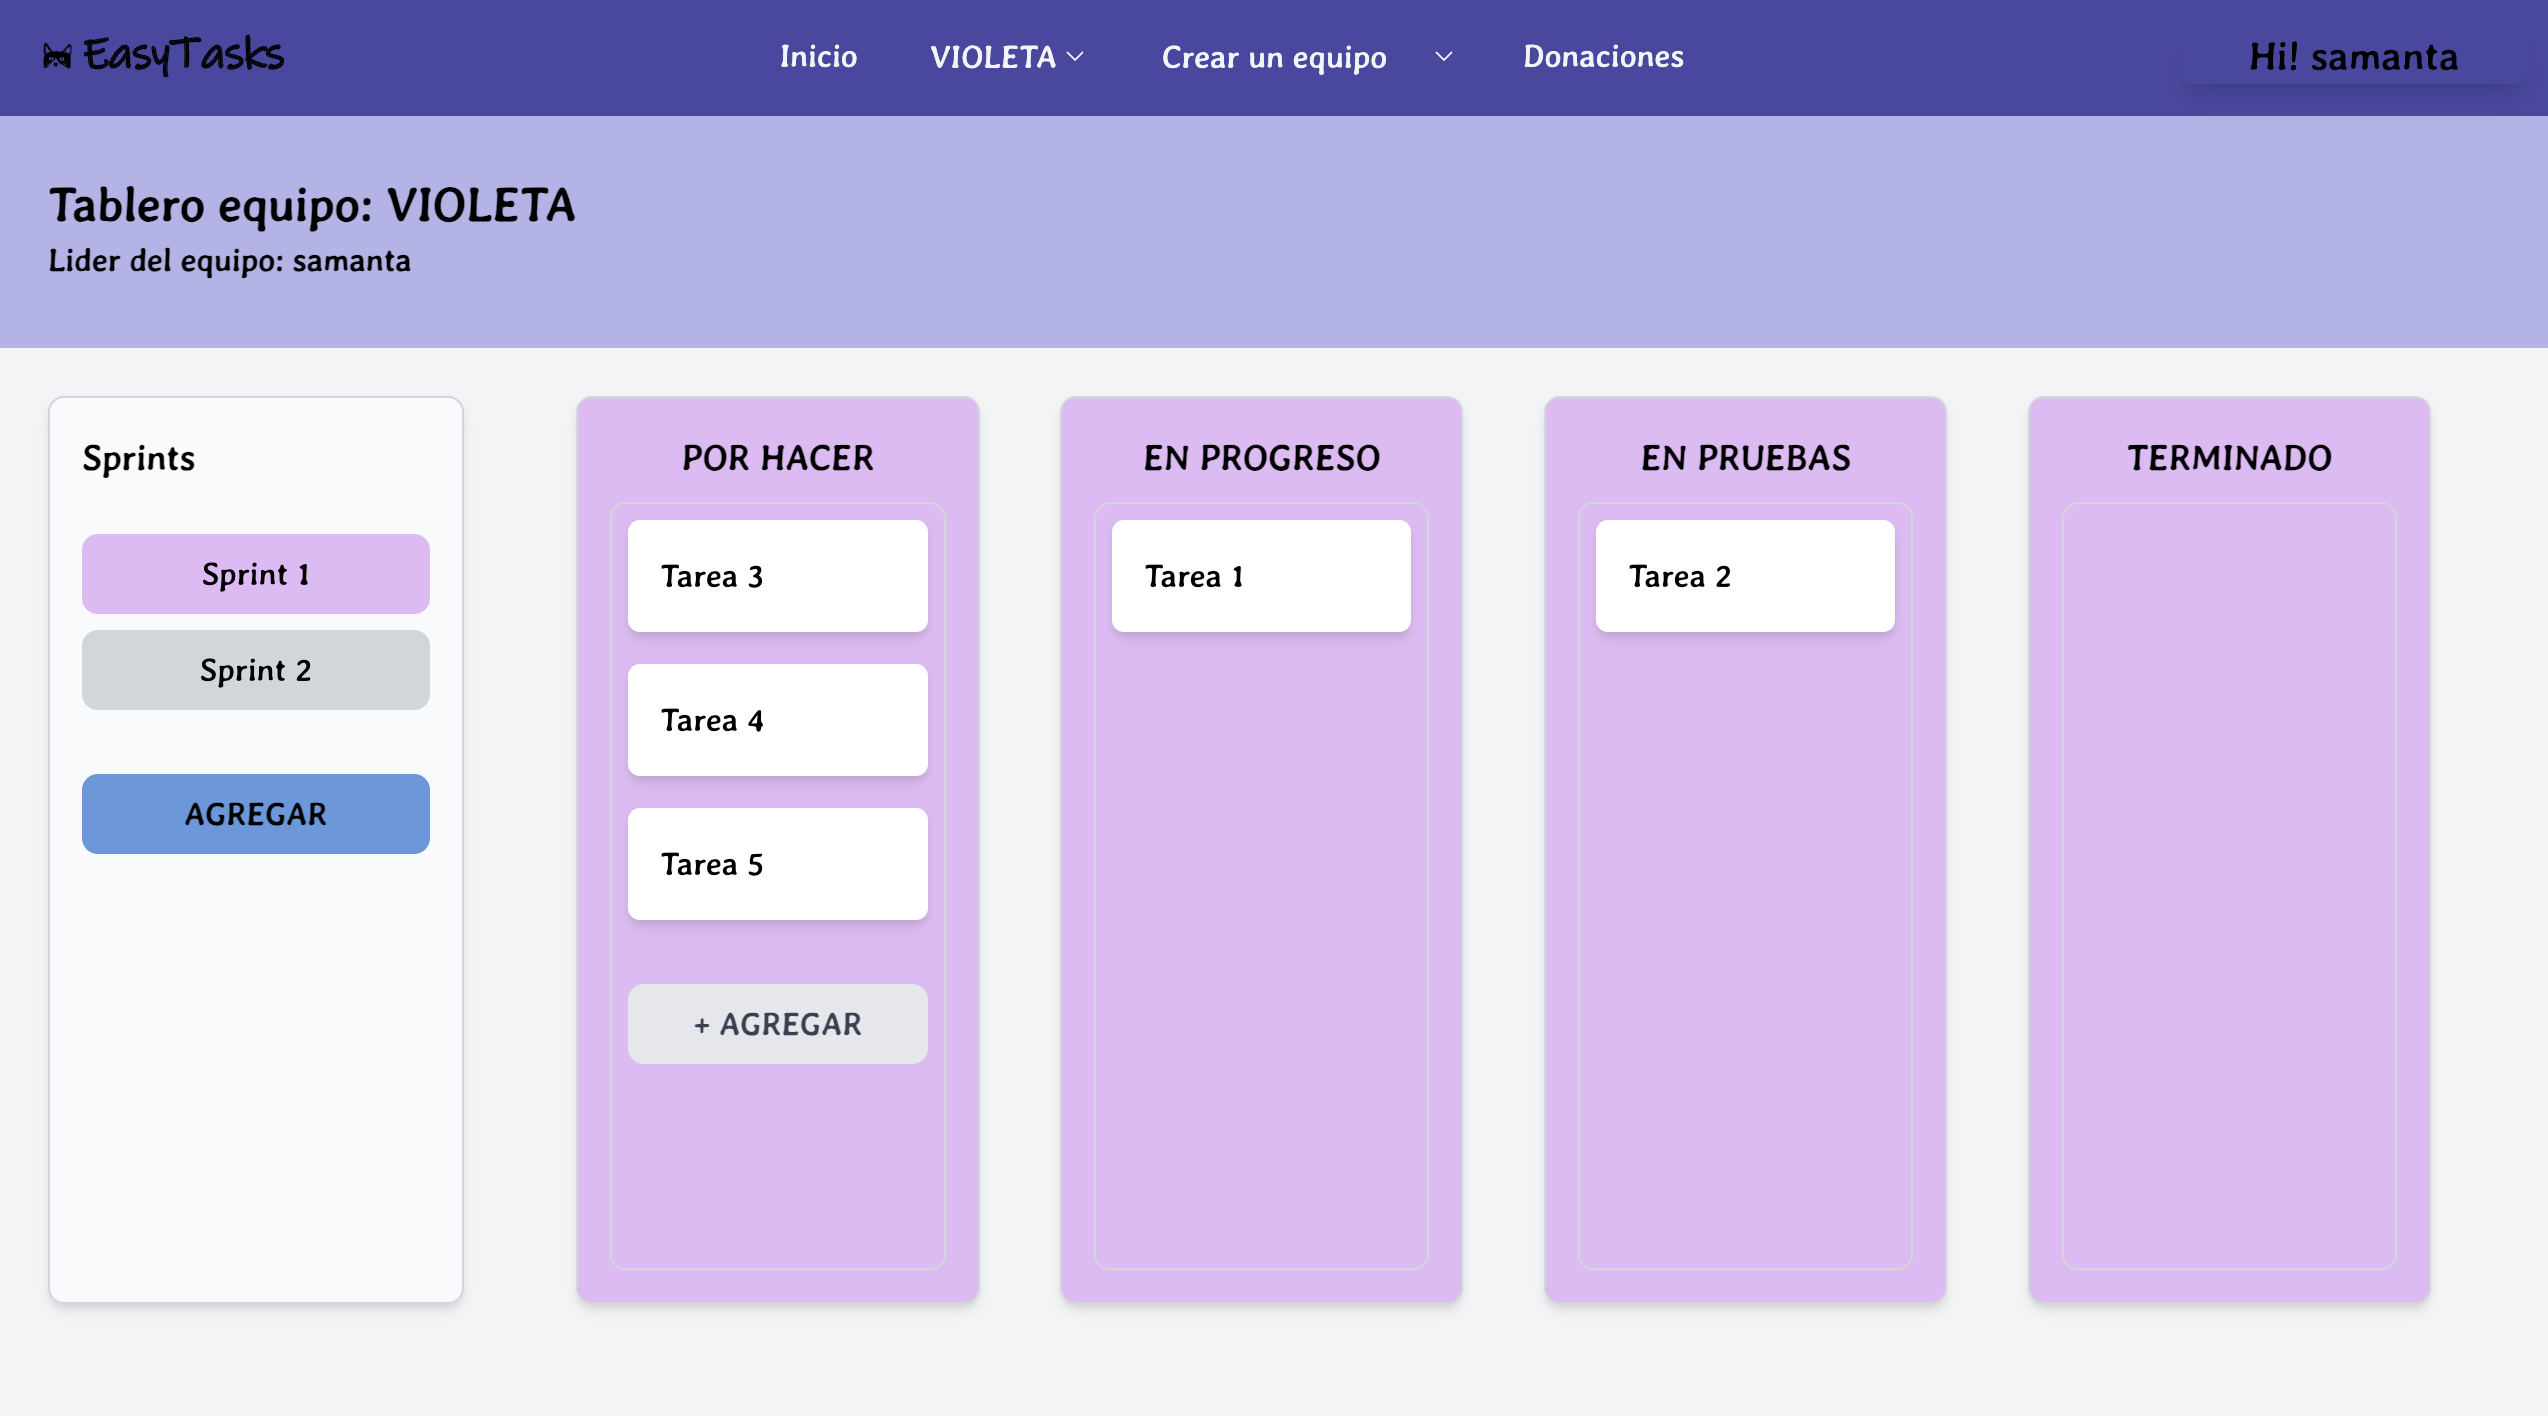 EasyTasks
Inicio
VIOLETA
Crear un equipo
Donaciones
Hi! samanta
Tablero equipo: VIOLETA
Lider del equipo: samanta
Sprints
Sprint 1
Sprint 2
AGREGAR
POR HACER
Tarea 3
Tarea 4
Tarea 5
+ AGREGAR
EN PROGRESO
Tarea 1
EN PRUEBAS
Tarea 2
TERMINADO